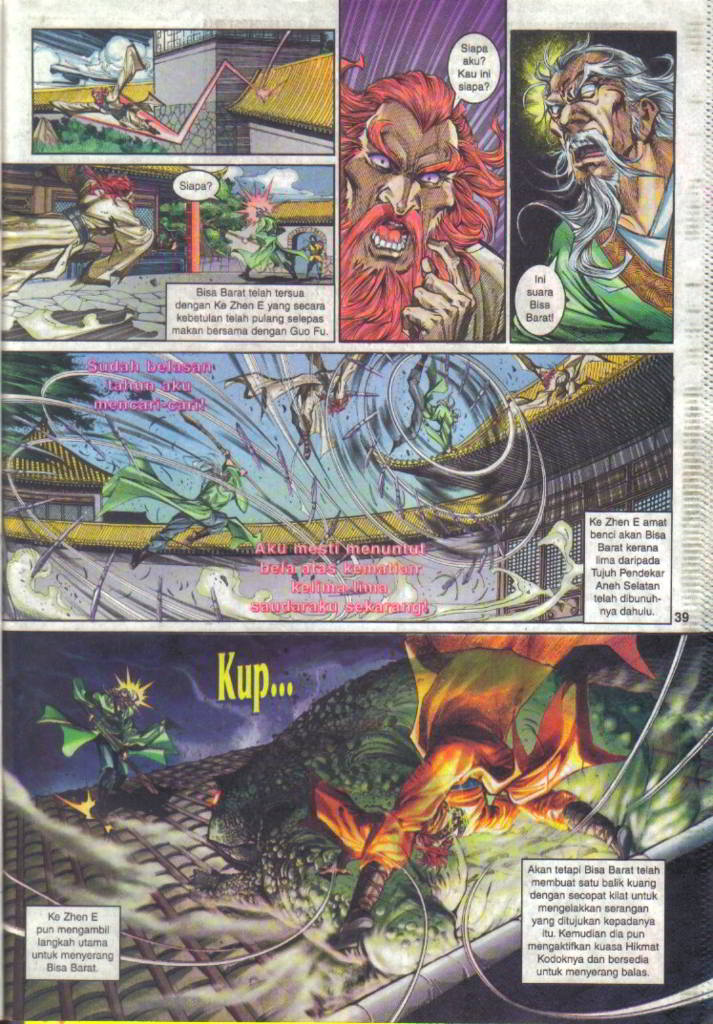 Siapa?
Bisa Barat telah tersua
dengan Ke Zhen E yang secara
kebetulan telah pulang selepas
makan bersama dengan Guo Fu.
Siapa
aku?
Kau ini
siapa?
Ini
suara
Bisa
Barat!
Sudah belasan
tahun aku
mencari-cari!
Aku mesti menuntut
bela atas kematian
kelima-lima
saudaraku sekarang!
Ke Zhen E amat
benci akan Bisa
Barat kerana
lima daripada
Tujuh Pendekar
Aneh Selatan
telah dibunuh-
nya dahulu.
39
Kup...
Ke Zhen E
pun mengambil
langkah utama
untuk menyerang
Bisa Barat.
Akan tetapi Bisa Barat telah
membuat satu balik kuang
dengan secepat kilat untuk
mengelakkan serangan
yang ditujukan kepadanya
itu. Kemudian dia pun
mengaktifkan kuasa Hikmat
Kodoknya dan bersedia
untuk menyerang balas.